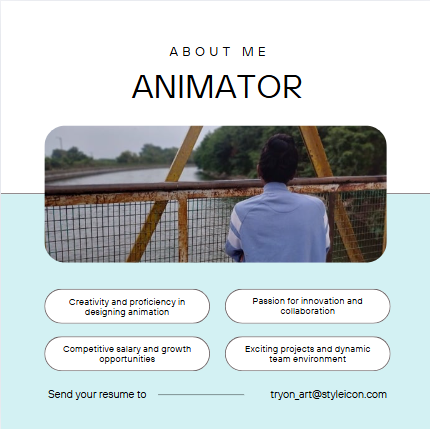 ABOUT ME
ANIMATOR
Creativity and proficiency in
designing animation
Passion for innovation and
collaboration
Competitive salary and growth
opportunities
Exciting projects and dynamic
team environment
Send your resume to
tryon_art@styleicon.com